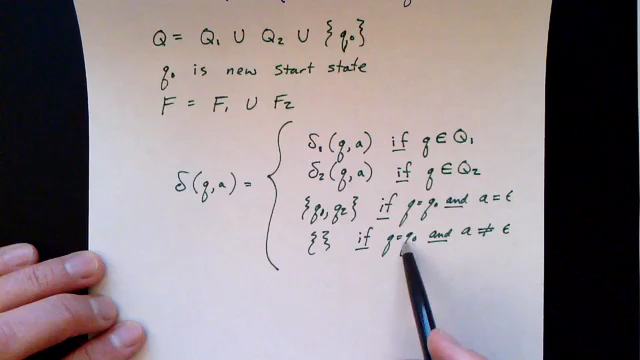 Q = Q₁ ∪ Q₂ ∪ {q₀}
q₀ is new start state
F = F₁ ∪ F₂
δ(q,a) =
δ₁(q,a) if q ∈ Q₁
δ₂(q,a) if q ∈ Q₂
{q₀,q₂} if q=q₀ and a = ε
{} if q=q₀ and a ≠ ε